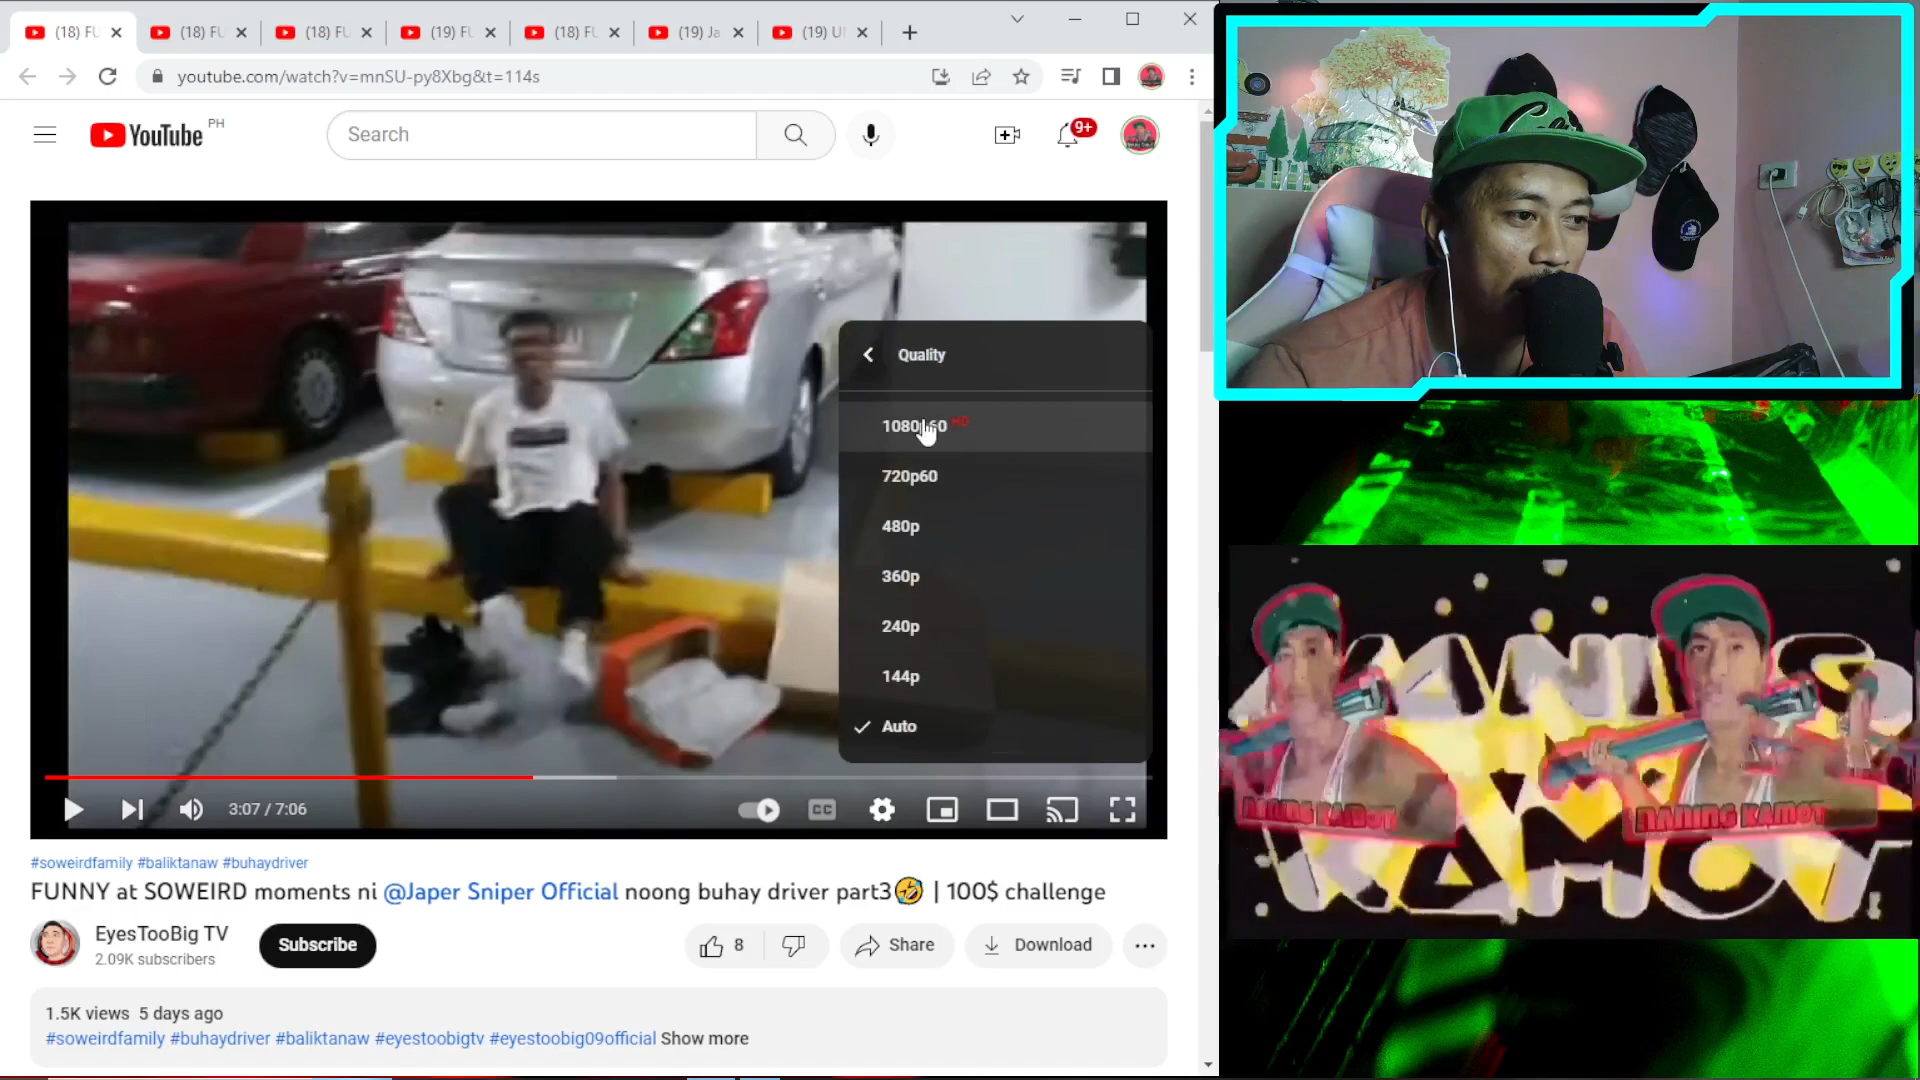 (18) FU
(18) FU
(18) FU
(19) FU
(18) FU
(19) Ja
(19) UI
youtube.com/watch?v=mnSU-py8Xbg&t=114s
YouTube PH
Search
9+
Quality
1080p60 HD
720p60
480p
360p
240p
144p
Auto
3:07 / 7:06
CC
#soweirdfamily #baliktanaw #buhaydriver
FUNNY at SOWEIRD moments ni @Japer Sniper Official noong buhay driver part3🤣 | 100$ challenge
EyesTooBig TV
2.09K subscribers
Subscribe
8
Share
Download
1.5K views 5 days ago
#soweirdfamily #buhaydriver #baliktanaw #eyestoobigtv #eyestoobig09official Show more
KAMOT